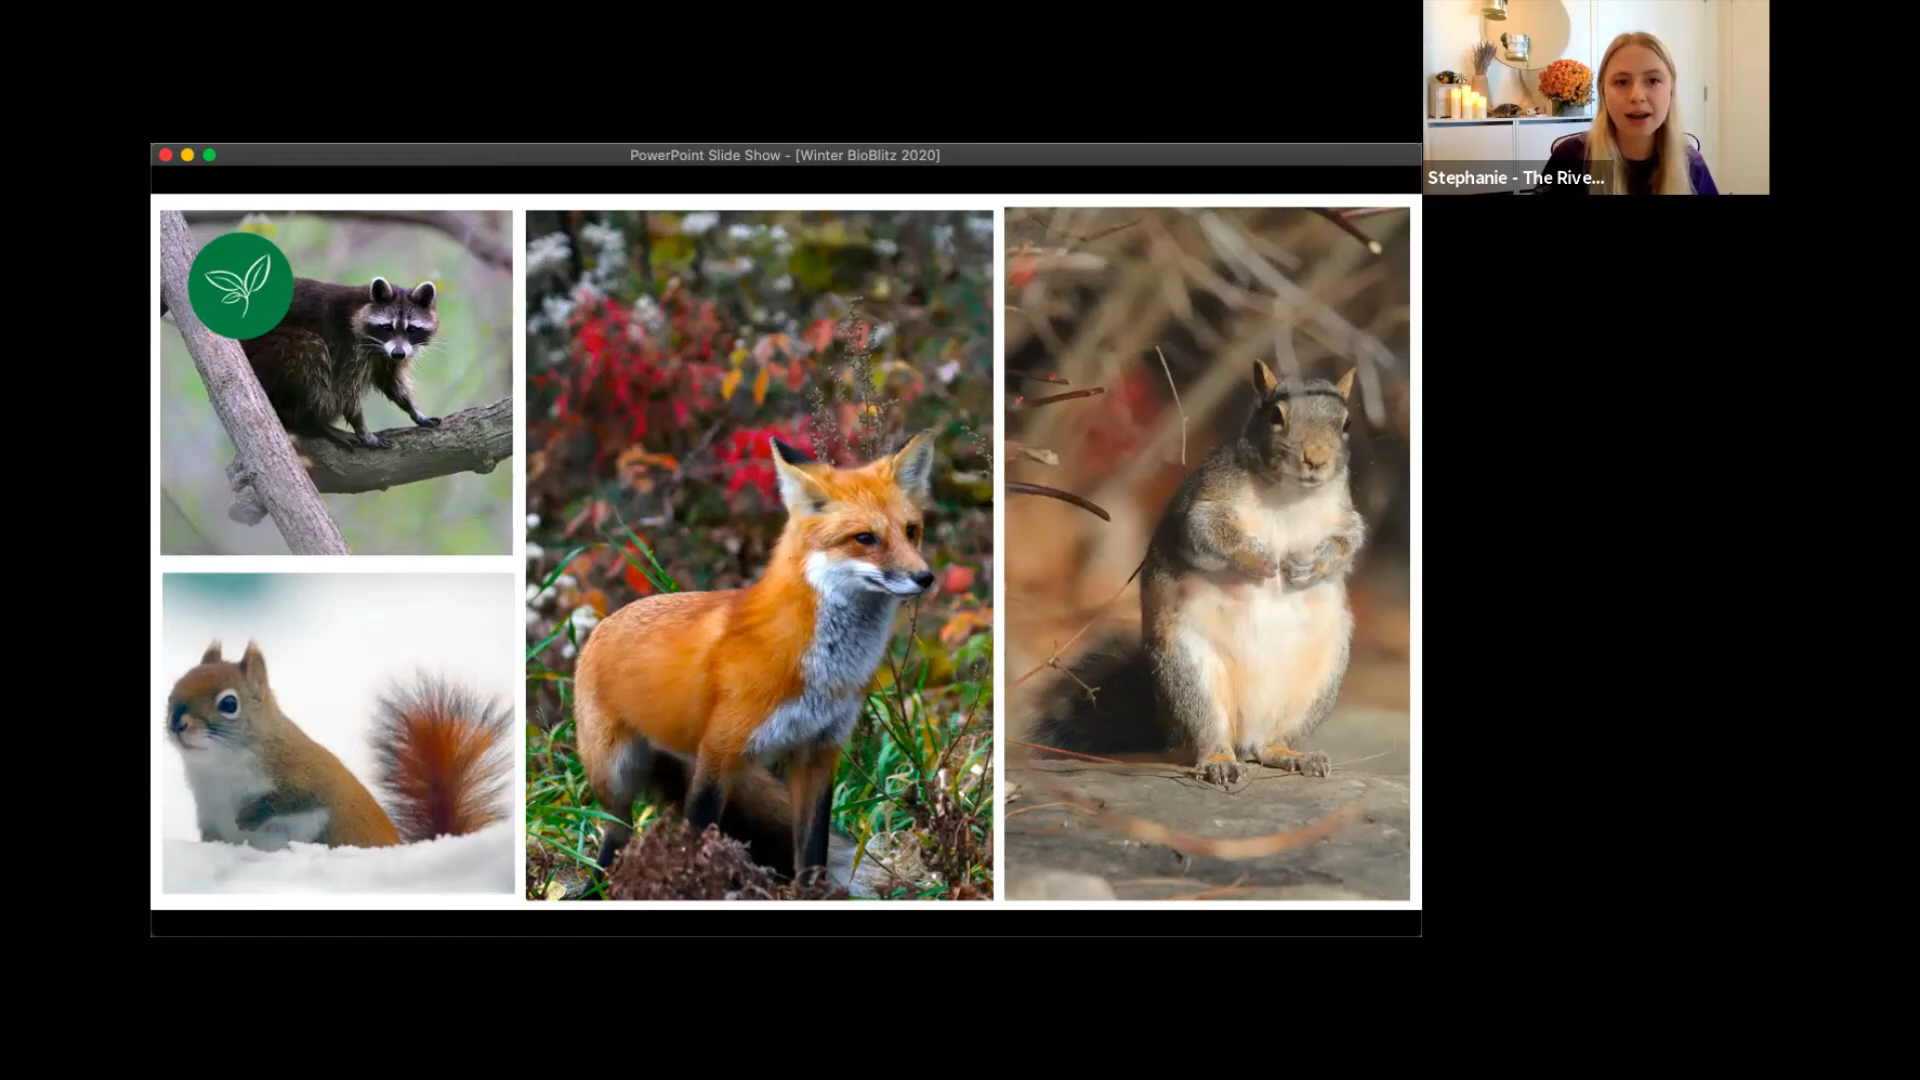 PowerPoint Slide Show - [Winter BioBlitz 2020]
Stephanie - The Rive...